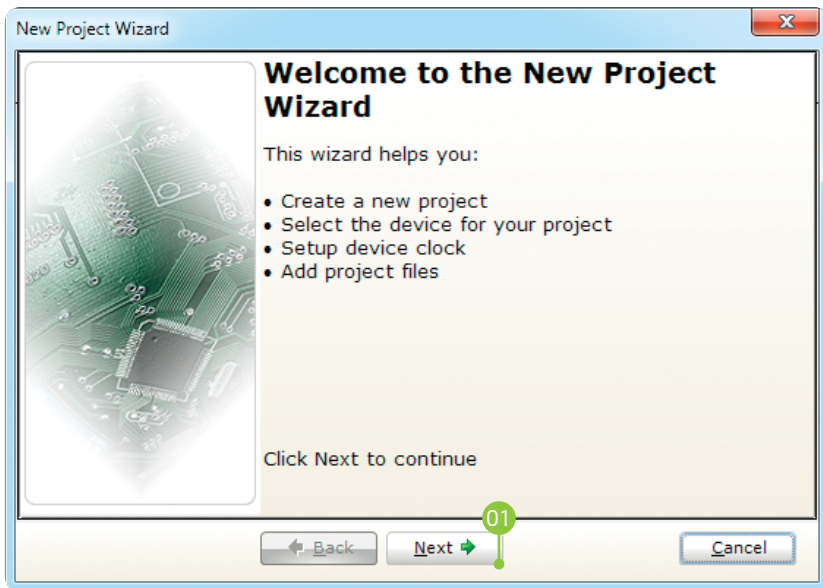 New Project Wizard
Welcome to the New Project
Wizard
This wizard helps you:
• Create a new project
• Select the device for your project
• Setup device clock
• Add project files
Click Next to continue
01
Back Next Cancel